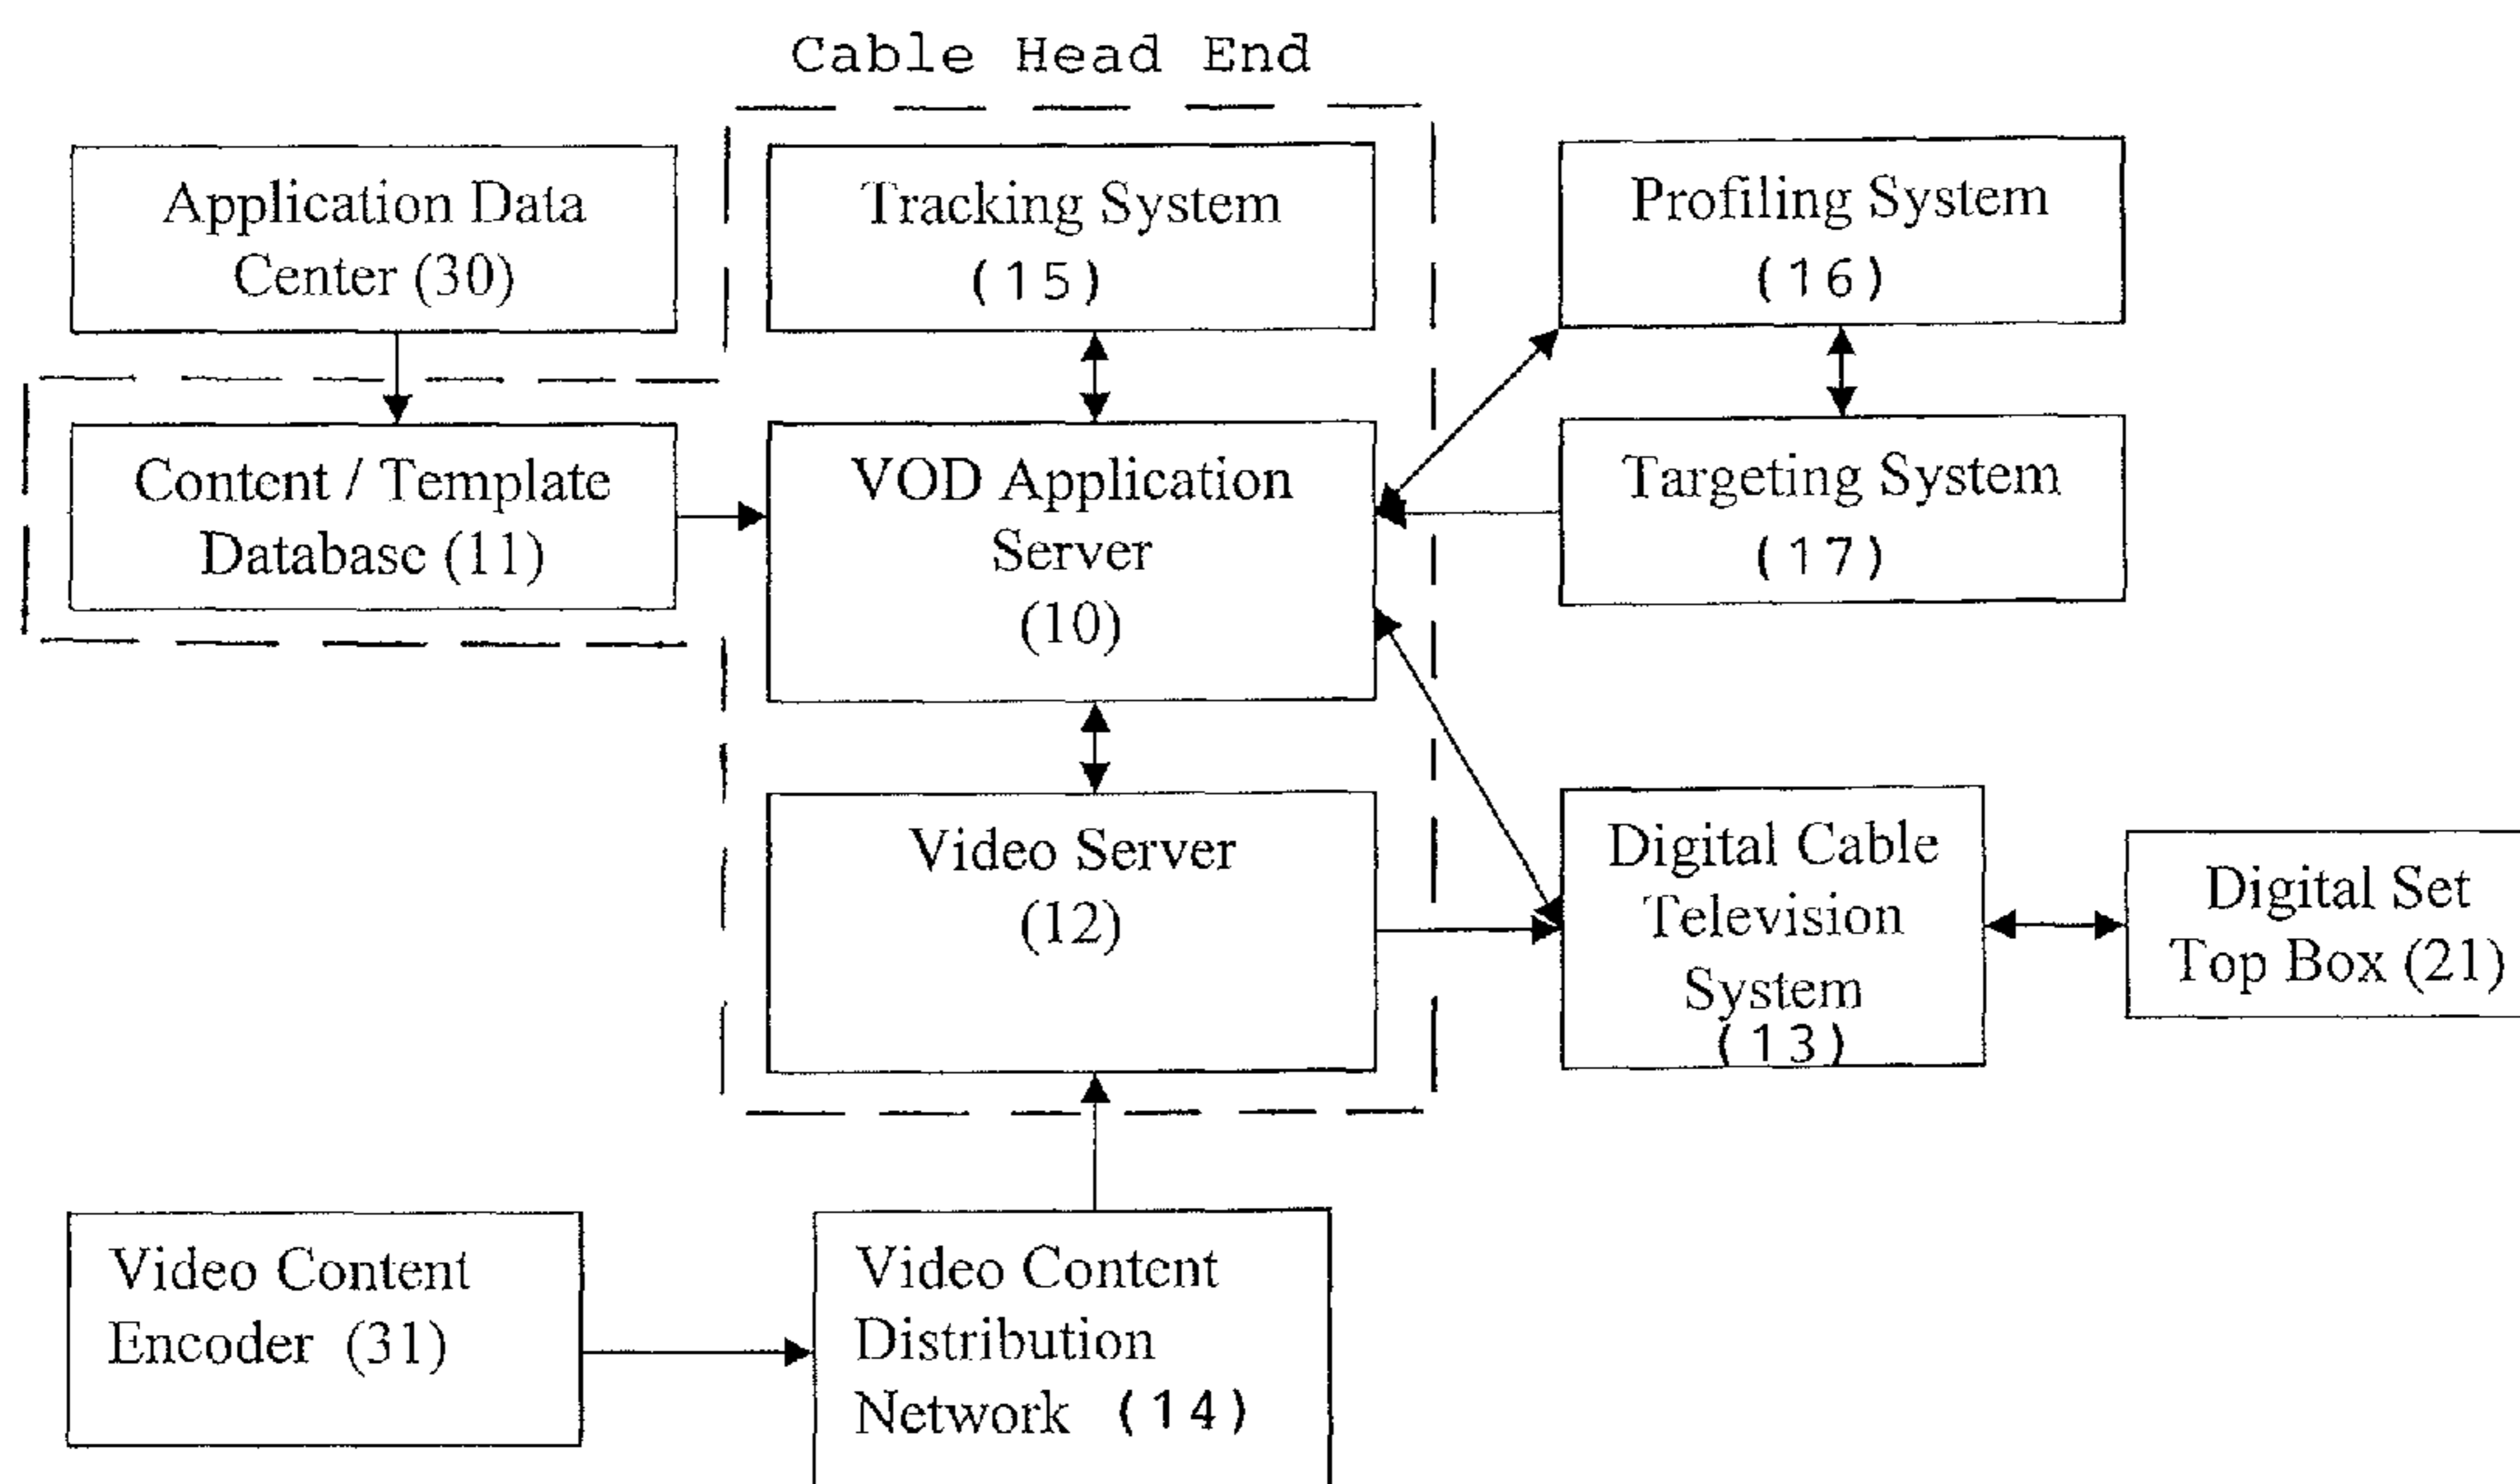 Cable Head End
Application Data
Center (30)
Tracking System
(15)
Profiling System
(16)
Content / Template
Database (11)
VOD Application
Server
(10)
Targeting System
(17)
Video Server
(12)
Digital Cable
Television
System
(13)
Digital Set
Top Box (21)
Video Content
Encoder (31)
Video Content
Distribution
Network (14)